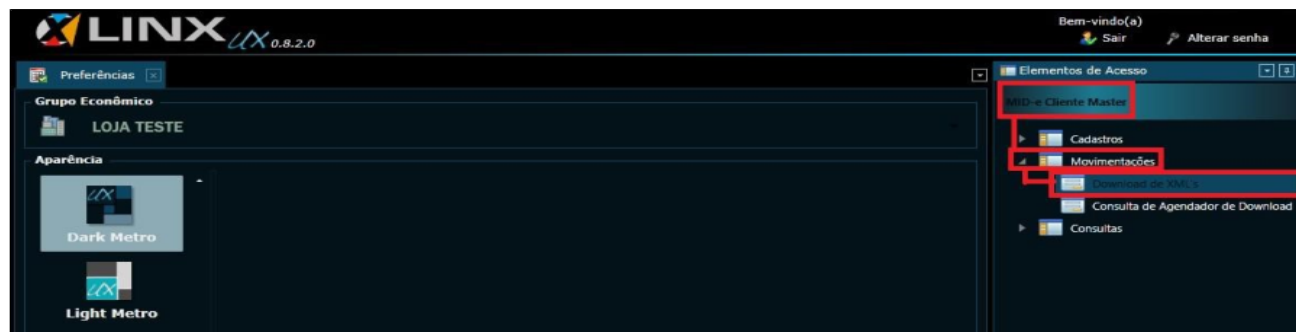 LINX UX 0.8.2.0
Bem-vindo(a)
Sair Alterar senha
Preferências
Grupo Econômico
LOJA TESTE
Aparência
UX
Dark Metro
UX
Light Metro
Elementos de Acesso
MID-e Cliente Master
Cadastros
Movimentações
Download de XML's
Consulta de Agendador de Download
Consultas